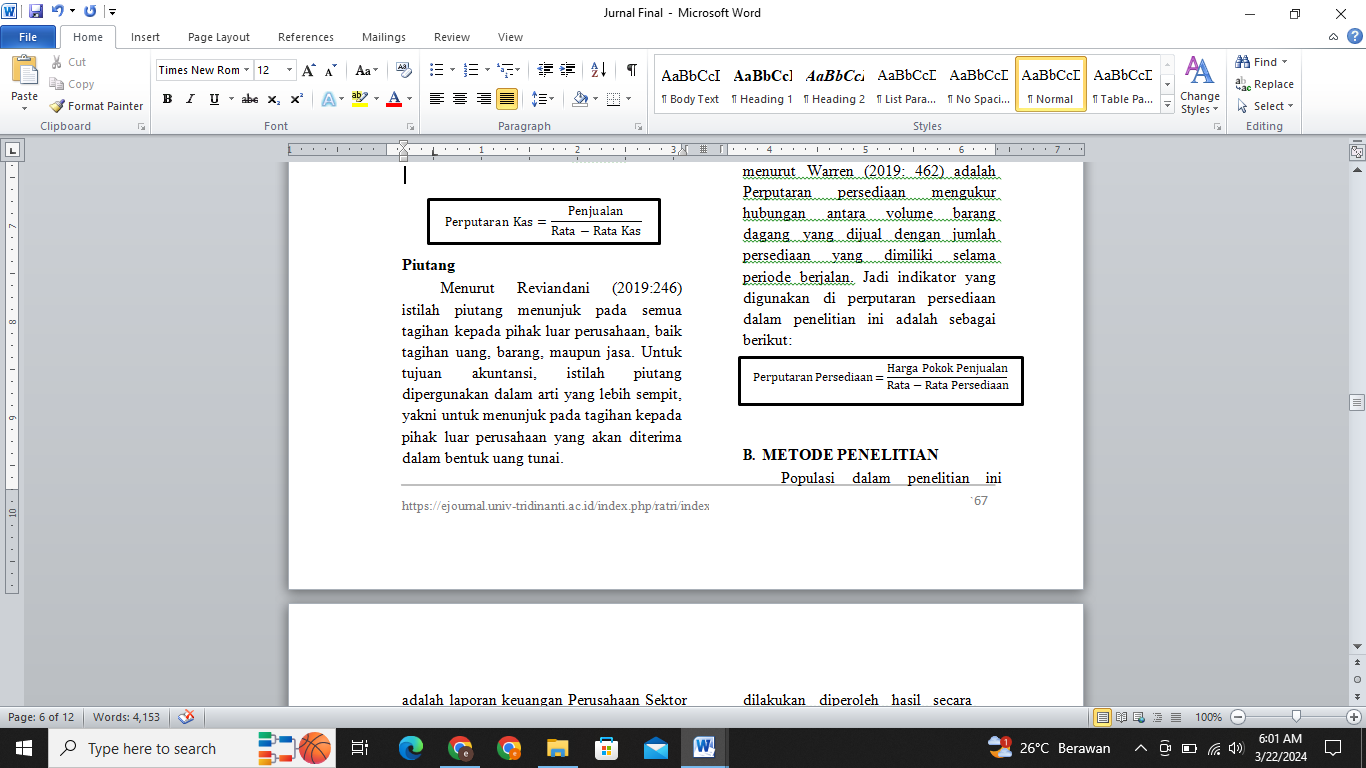 Jurnal Final - Microsoft Word
File Home Insert Page Layout References Mailings Review View
Paste
Cut
Copy
Format Painter
Clipboard
Times New Rom 12
Font
Paragraph
AaBbCcI AaBbCcl AaBbCcI AaBbCcI AaBbCcI AaBbCcI AaBbCcI
¶ Body Text ¶ Heading 1 ¶ Heading 2 ¶ List Para... ¶ No Spaci... ¶ Normal ¶ Table Pa...
Styles
Change
Styles
Find
Replace
Select
Editing
Perputaran Kas = Penjualan
Rata − Rata Kas
Piutang
Menurut Reviandani (2019:246)
istilah piutang menunjuk pada semua
tagihan kepada pihak luar perusahaan, baik
tagihan uang, barang, maupun jasa. Untuk
tujuan akuntansi, istilah piutang
dipergunakan dalam arti yang lebih sempit,
yakni untuk menunjuk pada tagihan kepada
pihak luar perusahaan yang akan diterima
dalam bentuk uang tunai.
menurut Warren (2019: 462) adalah
Perputaran persediaan mengukur
hubungan antara volume barang
dagang yang dijual dengan jumlah
persediaan yang dimiliki selama
periode berjalan. Jadi indikator yang
digunakan di perputaran persediaan
dalam penelitian ini adalah sebagai
berikut:
Perputaran Persediaan = Harga Pokok Penjualan
Rata − Rata Persediaan
B. METODE PENELITIAN
Populasi dalam penelitian ini
https://ejournal.univ-tridinanti.ac.id/index.php/ratri/index
67
adalah laporan keuangan Perusahaan Sektor
dilakukan diperoleh hasil secara
Page: 6 of 12 Words: 4,153
100%
Type here to search
26°C Berawan
6:01 AM
3/22/2024